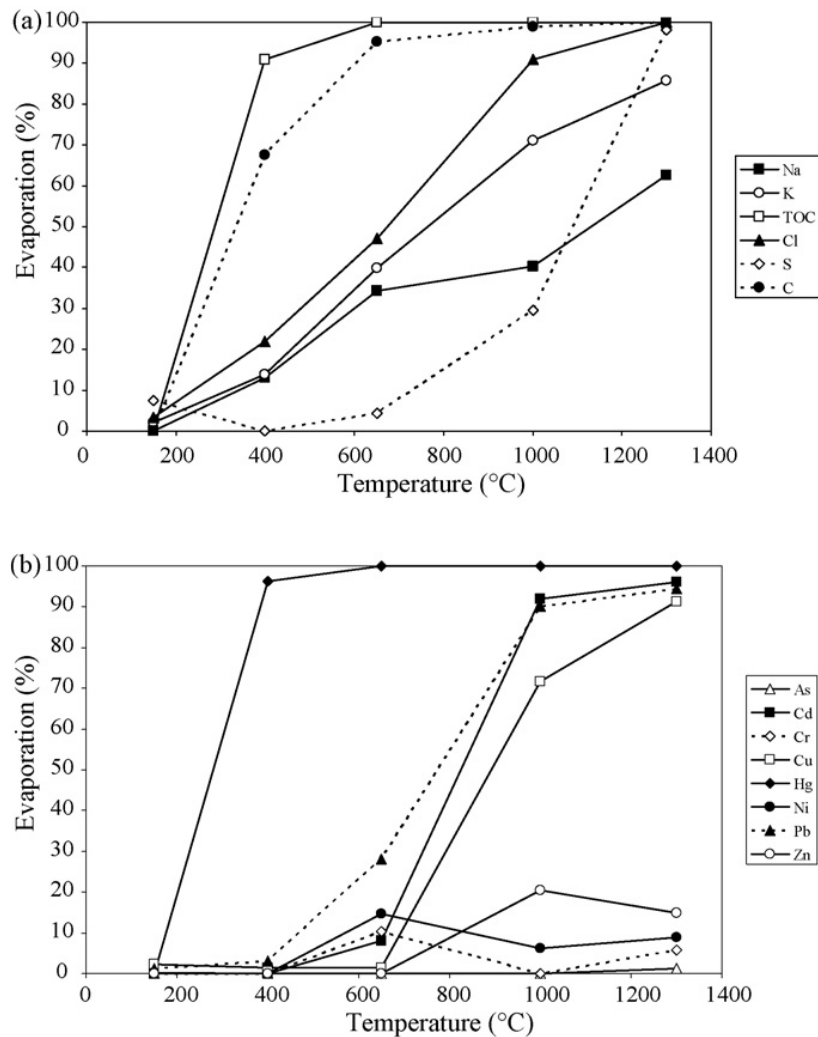 (a)
100
90
80
70
60
50
40
30
20
10
0
Evaporation (%)
0 200 400 600 800 1000 1200 1400
Temperature (°C)
Na
K
TOC
Cl
S
C
(b)
100
90
80
70
60
50
40
30
20
10
0
Evaporation (%)
0 200 400 600 800 1000 1200 1400
Temperature (°C)
As
Cd
Cr
Cu
Hg
Ni
Pb
Zn